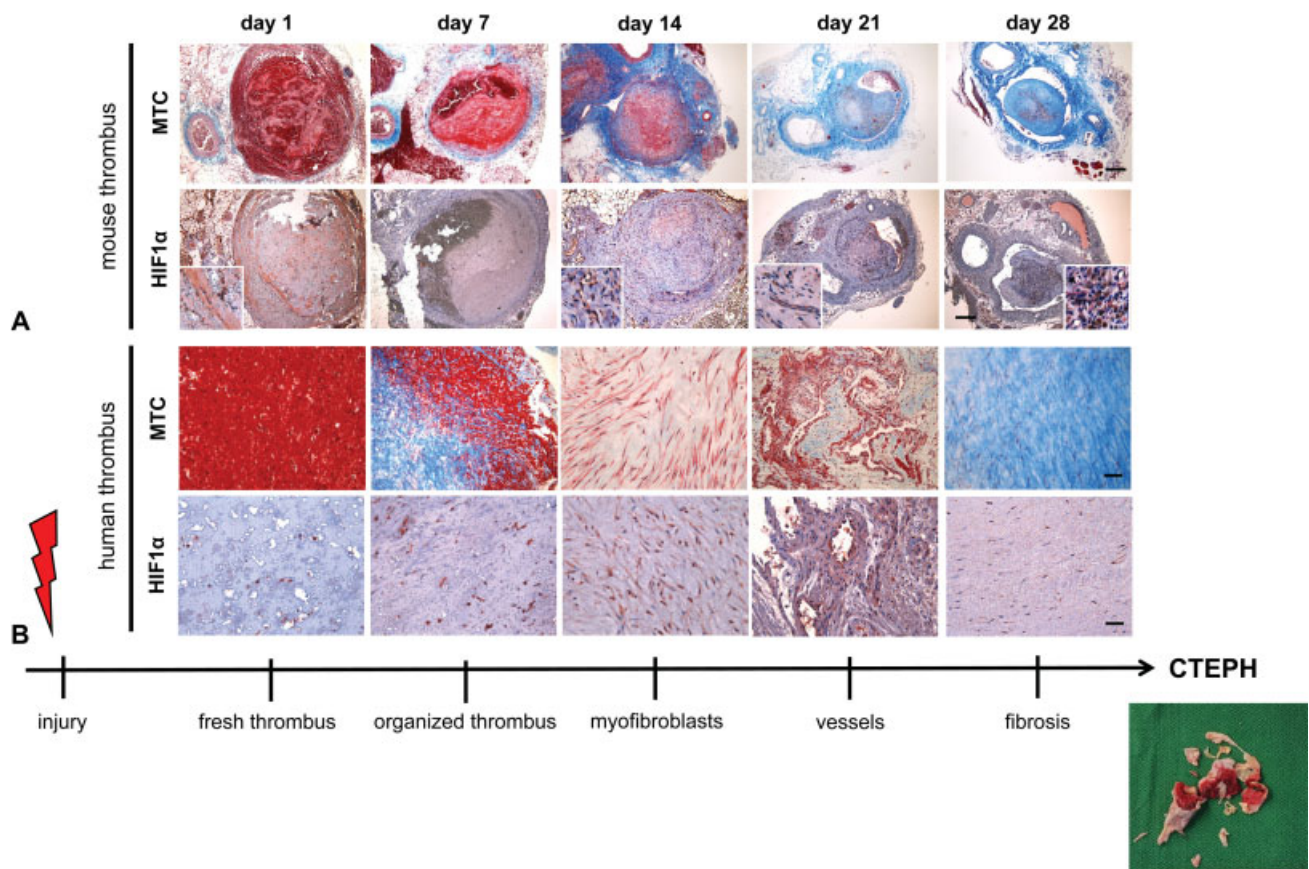 day 1 day 7 day 14 day 21 day 28
mouse thrombus
MTC
HIF1α
A
human thrombus
MTC
HIF1α
B
CTEPH
injury fresh thrombus organized thrombus myofibroblasts vessels fibrosis